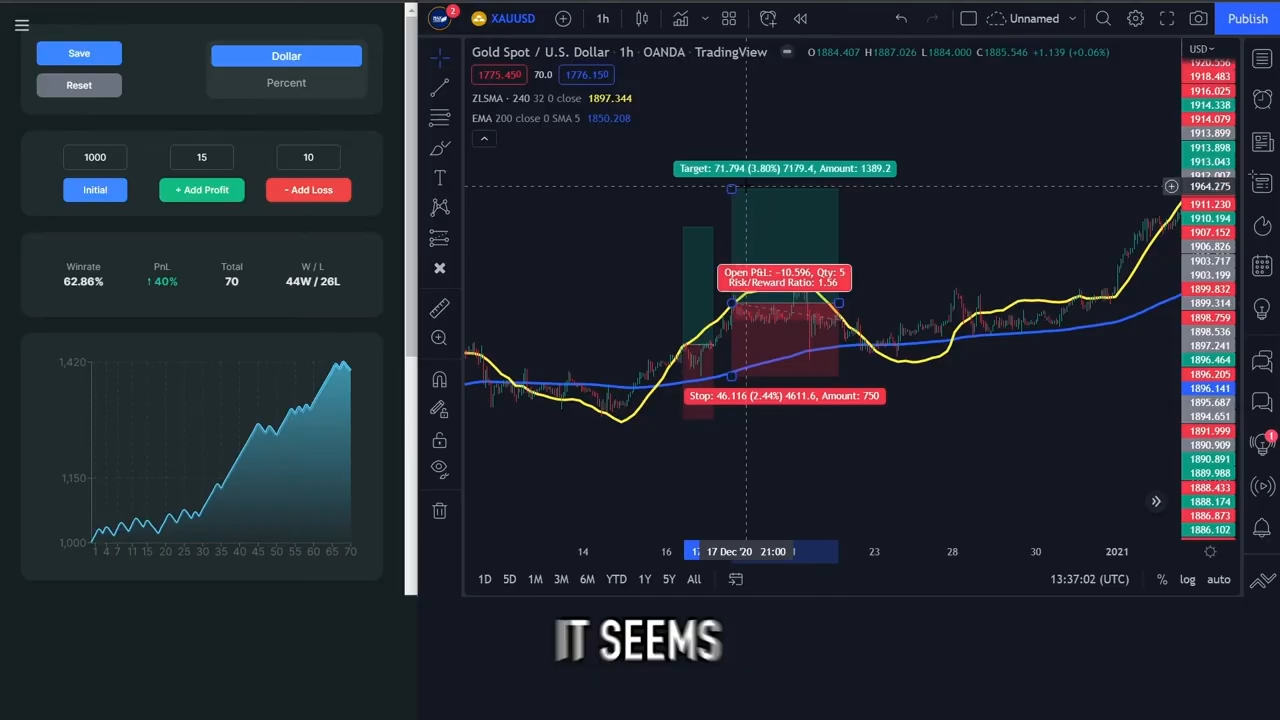 Save
Reset
Dollar
Percent
1000
15
10
Initial
+ Add Profit
- Add Loss
Winrate
PnL
Total
W / L
62.86%
↑ 40%
70
44W / 26L
1,420
1,150
1,000
1 4 7 11 15 20 25 30 35 40 45 50 55 60 65 70
2
XAUUSD
1h
Unnamed
Publish
Gold Spot / U.S. Dollar · 1h · OANDA · TradingView
O1884.407 H1887.026 L1884.000 C1885.546 +1.139 (+0.06%)
1775.450
70.0
1776.150
ZLSMA · 240 32 0 close 1897.344
EMA 200 close 0 SMA 5 1850.208
Target: 71.794 (3.80%) 7179.4, Amount: 1389.2
Open P&L: −10.596, Qty: 5
Risk/Reward Ratio: 1.56
Stop: 46.116 (2.44%) 4611.6, Amount: 750
USD
1920.556
1918.483
1916.025
1914.338
1914.079
1913.899
1913.898
1913.043
1912.007
1964.275
1911.230
1910.194
1907.152
1906.826
1903.717
1903.199
1899.832
1899.314
1898.759
1898.536
1897.241
1896.464
1896.205
1896.141
1895.687
1894.651
1891.999
1890.909
1890.891
1889.988
1888.433
1888.174
1886.873
1886.102
1
14
16
17 Dec '20 21:00
23
28
30
2021
1D 5D 1M 3M 6M YTD 1Y 5Y All
13:37:02 (UTC)
%
log
auto
IT SEEMS